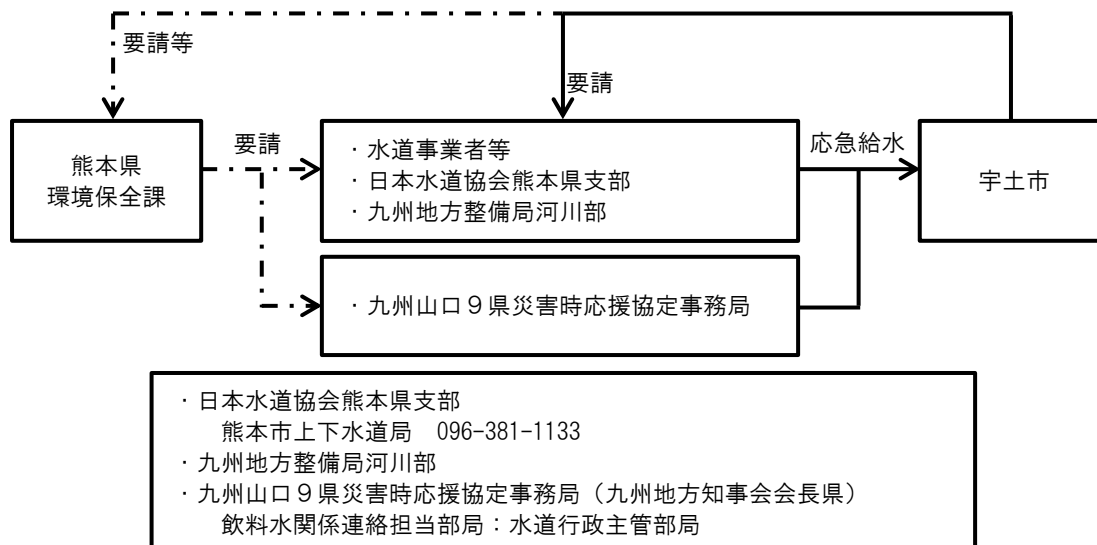 要請等
要請
熊本県
環境保全課
要請
・水道事業者等
・日本水道協会熊本県支部
・九州地方整備局河川部
応急給水
宇土市
・九州山口９県災害時応援協定事務局
・日本水道協会熊本県支部
熊本市上下水道局　096-381-1133
・九州地方整備局河川部
・九州山口９県災害時応援協定事務局（九州地方知事会会長県）
飲料水関係連絡担当部局：水道行政主管部局